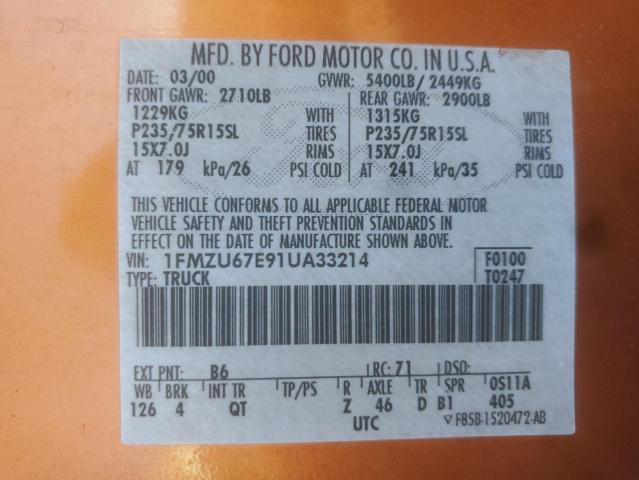 MFD. BY FORD MOTOR CO. IN U.S.A.
DATE: 03/00 GVWR: 5400LB/ 2449KG
FRONT GAWR: 2710LB REAR GAWR: 2900LB
1229KG WITH 1315KG WITH
P235/75R15SL TIRES P235/75R15SL TIRES
15X7.0J RIMS 15X7.0J RIMS
AT 179 kPa/26 PSI COLD AT 241 kPa/35 PSI COLD
THIS VEHICLE CONFORMS TO ALL APPLICABLE FEDERAL MOTOR
VEHICLE SAFETY AND THEFT PREVENTION STANDARDS IN
EFFECT ON THE DATE OF MANUFACTURE SHOWN ABOVE.
VIN: 1FMZU67E91UA33214 F0100
TYPE: TRUCK T0247
EXT PNT: B6 RC: 71 DSO:
WB BRK INT TR TP/PS R AXLE TR SPR 0S11A
126 4 QT Z 46 D B1 405
UTC ▽ F85B-1520472-AB